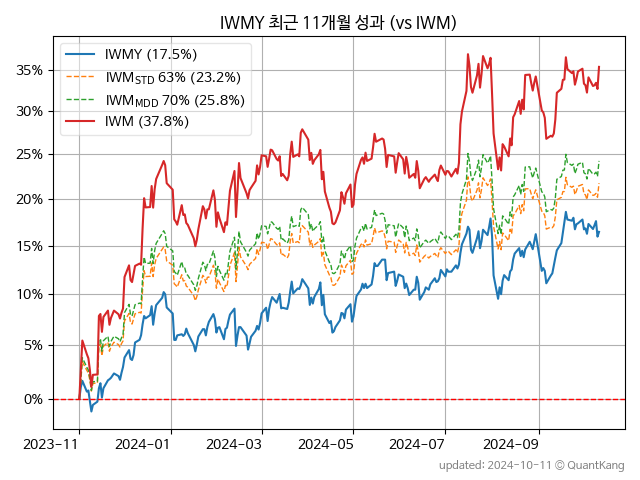 IWMY 최근 11개월 성과 (vs IWM)
IWMY (17.5%)
IWM_STD 63% (23.2%)
IWM_MDD 70% (25.8%)
IWM (37.8%)
35%
30%
25%
20%
15%
10%
5%
0%
2023-11 2024-01 2024-03 2024-05 2024-07 2024-09
updated: 2024-10-11 © QuantKang